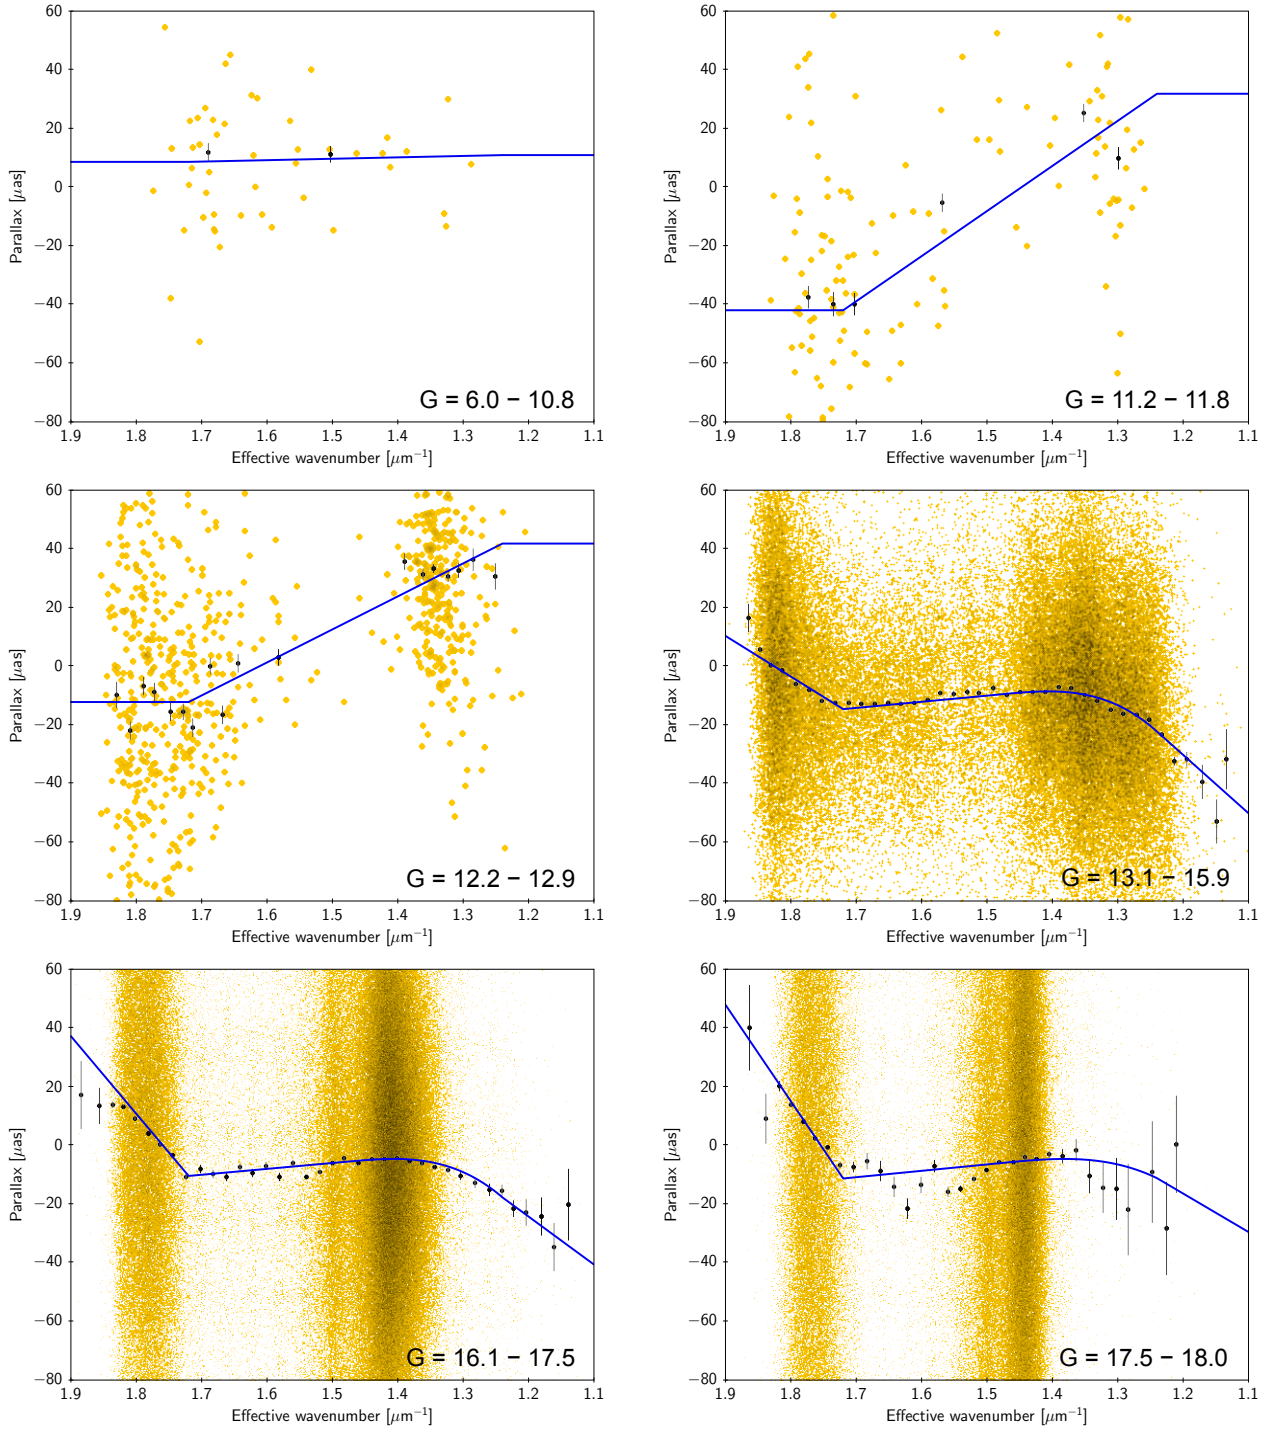 60
40
20
0
−20
−40
−60
−80
Parallax [μas]
G = 6.0 − 10.8
1.9 1.8 1.7 1.6 1.5 1.4 1.3 1.2 1.1
Effective wavenumber [μm⁻¹]
60
40
20
0
−20
−40
−60
−80
Parallax [μas]
G = 11.2 − 11.8
1.9 1.8 1.7 1.6 1.5 1.4 1.3 1.2 1.1
Effective wavenumber [μm⁻¹]
60
40
20
0
−20
−40
−60
−80
Parallax [μas]
G = 12.2 − 12.9
1.9 1.8 1.7 1.6 1.5 1.4 1.3 1.2 1.1
Effective wavenumber [μm⁻¹]
60
40
20
0
−20
−40
−60
−80
Parallax [μas]
G = 13.1 − 15.9
1.9 1.8 1.7 1.6 1.5 1.4 1.3 1.2 1.1
Effective wavenumber [μm⁻¹]
60
40
20
0
−20
−40
−60
−80
Parallax [μas]
G = 16.1 − 17.5
1.9 1.8 1.7 1.6 1.5 1.4 1.3 1.2 1.1
Effective wavenumber [μm⁻¹]
60
40
20
0
−20
−40
−60
−80
Parallax [μas]
G = 17.5 − 18.0
1.9 1.8 1.7 1.6 1.5 1.4 1.3 1.2 1.1
Effective wavenumber [μm⁻¹]